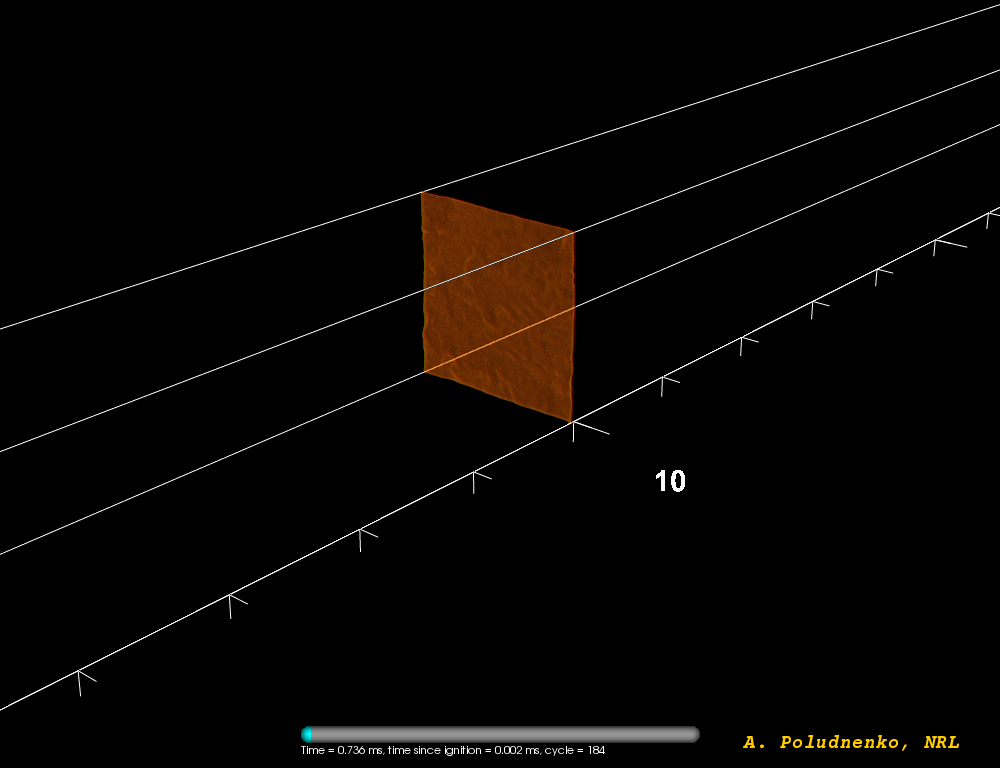 10
Time = 0.736 ms, time since ignition = 0.002 ms, cycle = 184
A. Poludnenko, NRL